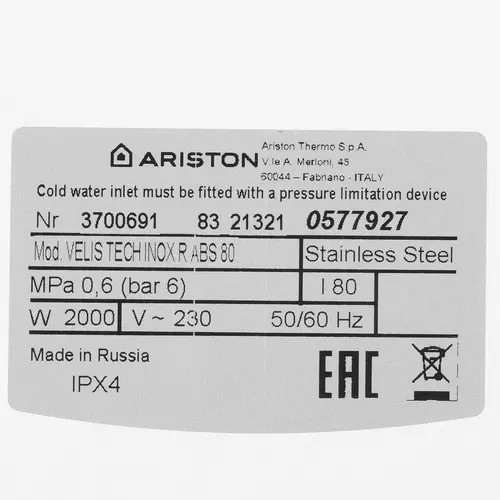 ARISTON
Ariston Thermo S.p.A.
V.le A. Merloni, 45
60044 – Fabriano - ITALY
Cold water inlet must be fitted with a pressure limitation device
Nr 3700691 83 21321 0577927
Mod. VELIS TECH INOX R ABS 80 Stainless Steel
MPa 0,6 (bar 6) l 80
W 2000 V ~ 230 50/60 Hz
Made in Russia
IPX4
EAC